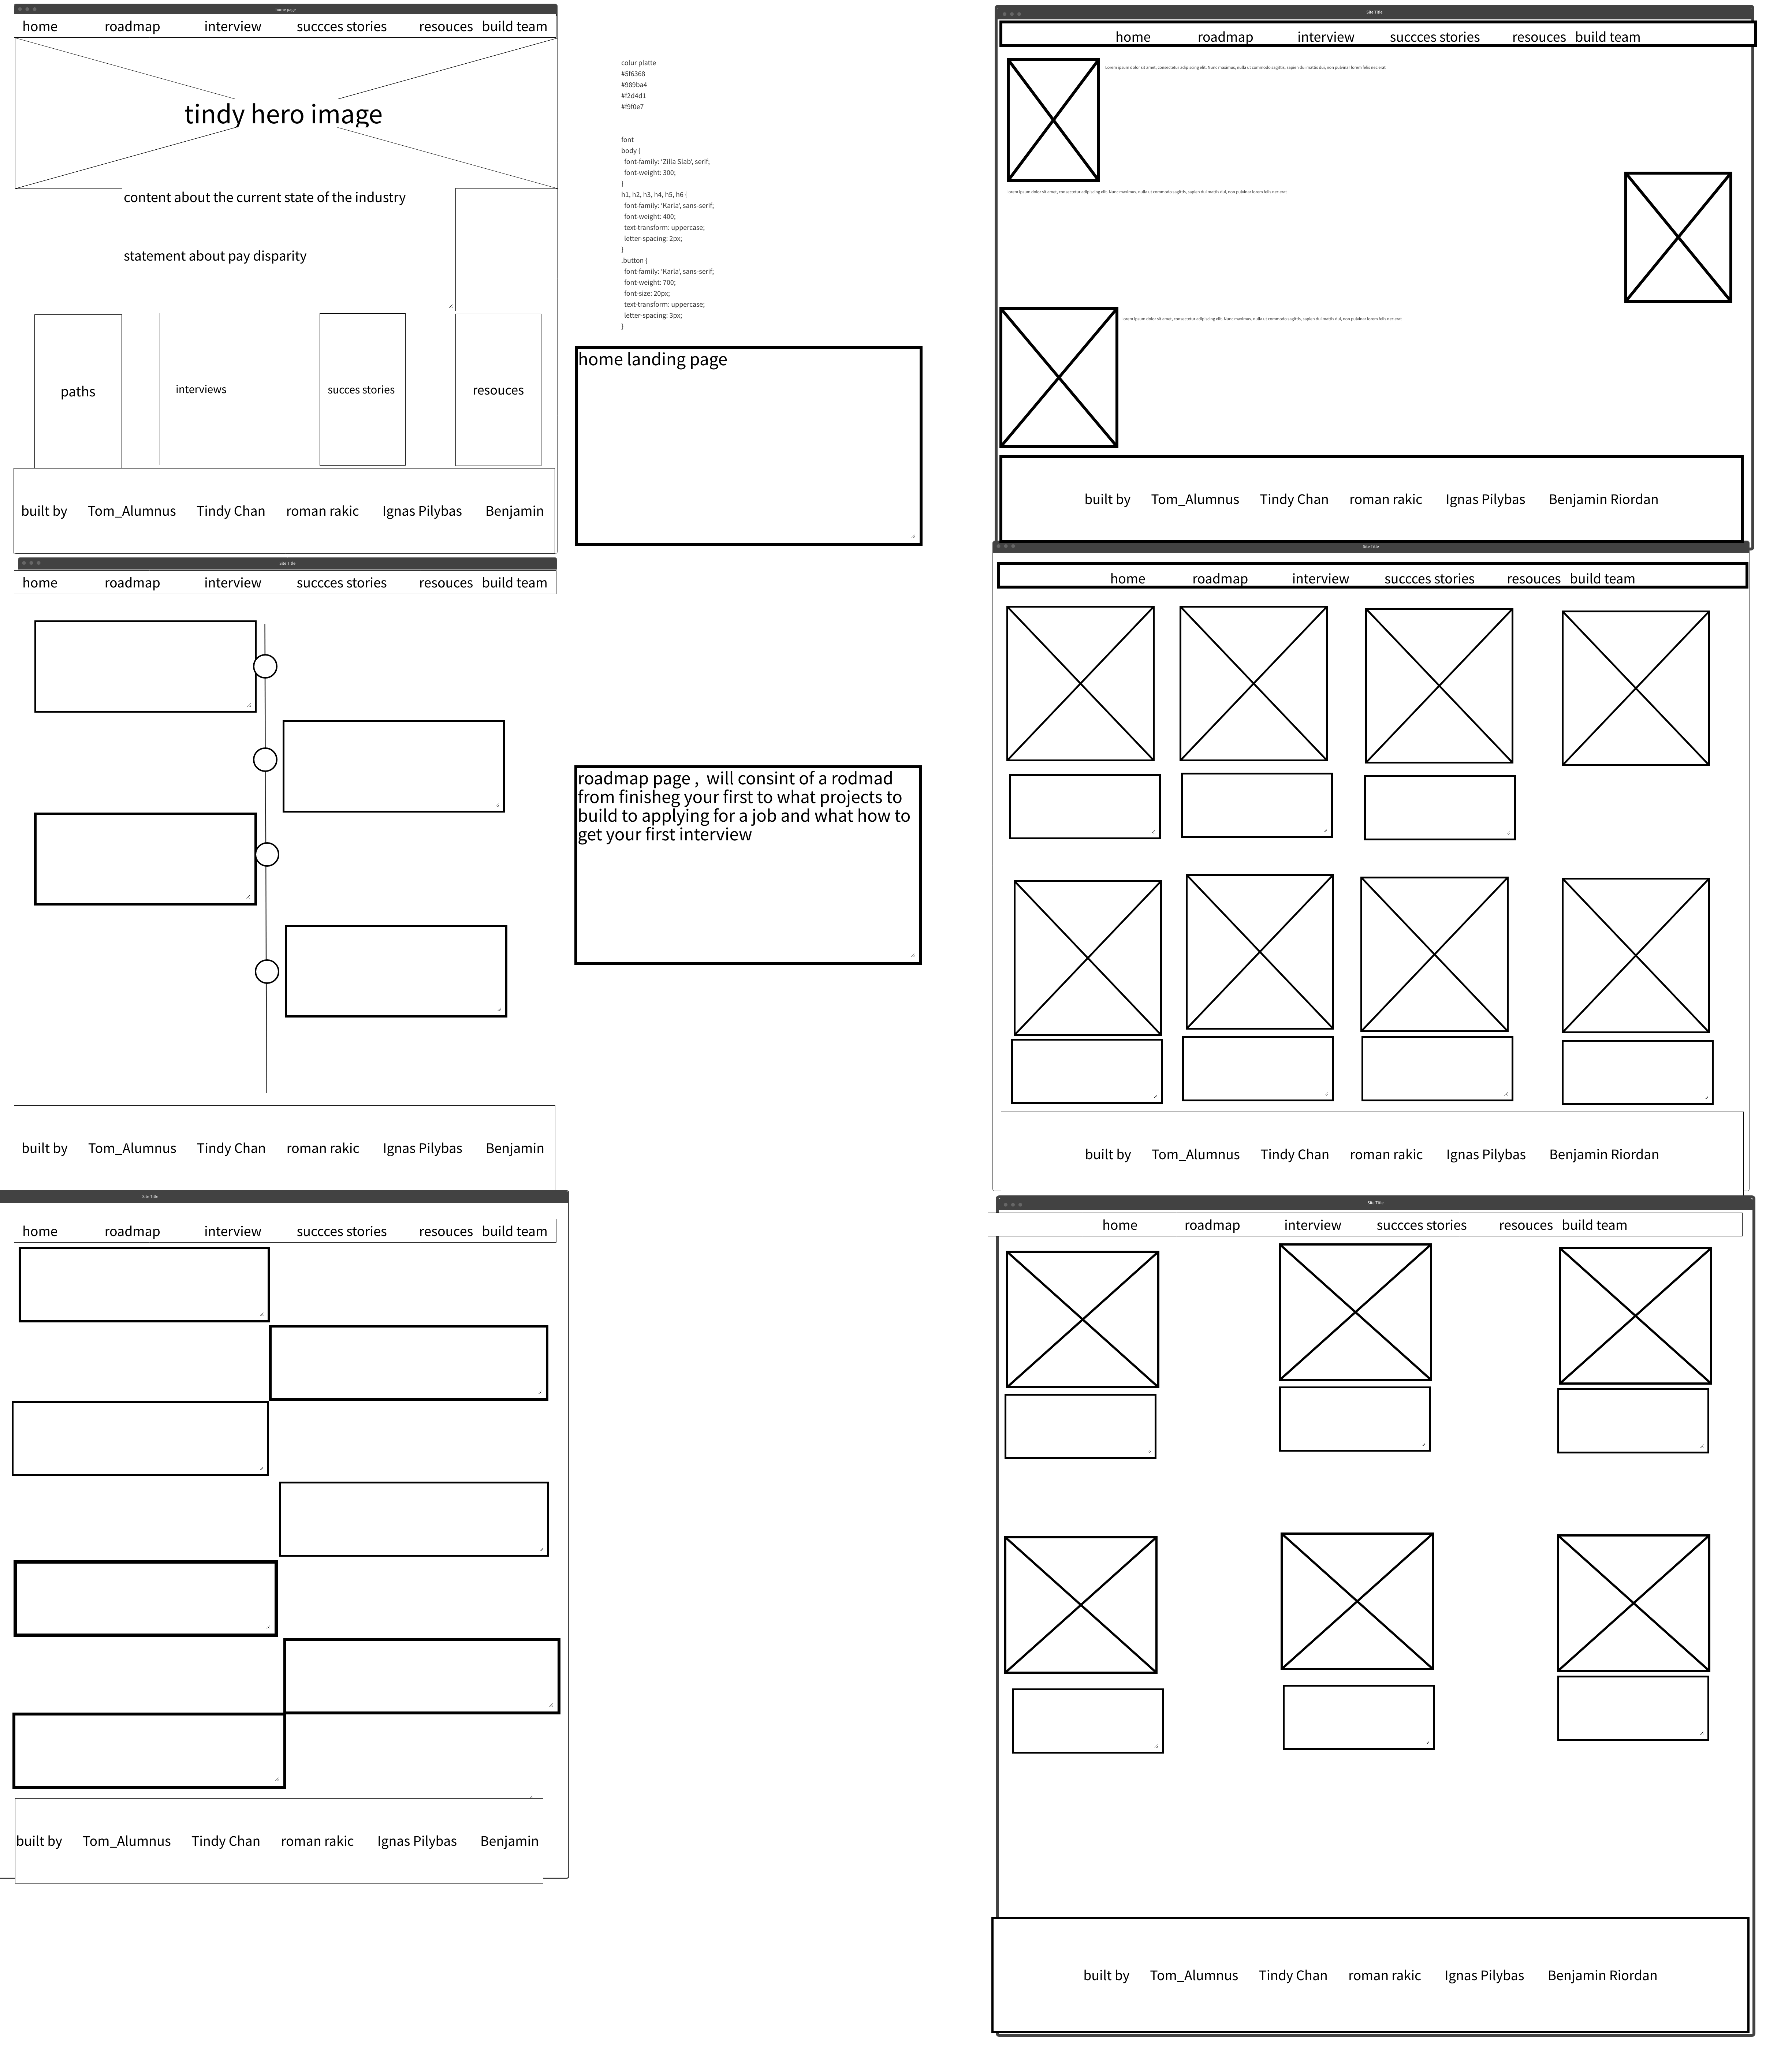 home page
home roadmap interview succces stories resouces build team
tindy hero image
content about the current state of the industry
statement about pay disparity
paths interviews succes stories resouces
built by Tom_Alumnus Tindy Chan roman rakic Ignas Pilybas Benjamin
colur platte
#5f6368
#989ba4
#f2d4d1
#f9f0e7
font
body {
font-family: 'Zilla Slab', serif;
font-weight: 300;
}
h1, h2, h3, h4, h5, h6 {
font-family: 'Karla', sans-serif;
font-weight: 400;
text-transform: uppercase;
letter-spacing: 2px;
}
.button {
font-family: 'Karla', sans-serif;
font-weight: 700;
font-size: 20px;
text-transform: uppercase;
letter-spacing: 3px;
}
home landing page
Site Title
home roadmap interview succces stories resouces build team
Lorem ipsum dolor sit amet, consectetur adipiscing elit. Nunc maximus, nulla ut commodo sagittis, sapien dui mattis dui, non pulvinar lorem felis nec erat
Lorem ipsum dolor sit amet, consectetur adipiscing elit. Nunc maximus, nulla ut commodo sagittis, sapien dui mattis dui, non pulvinar lorem felis nec erat
Lorem ipsum dolor sit amet, consectetur adipiscing elit. Nunc maximus, nulla ut commodo sagittis, sapien dui mattis dui, non pulvinar lorem felis nec erat
built by Tom_Alumnus Tindy Chan roman rakic Ignas Pilybas Benjamin Riordan
Site Title
home roadmap interview succces stories resouces build team
built by Tom_Alumnus Tindy Chan roman rakic Ignas Pilybas Benjamin
roadmap page , will consint of a rodmad
from finisheg your first to what projects to
build to applying for a job and what how to
get your first interview
Site Title
home roadmap interview succces stories resouces build team
built by Tom_Alumnus Tindy Chan roman rakic Ignas Pilybas Benjamin Riordan
Site Title
home roadmap interview succces stories resouces build team
built by Tom_Alumnus Tindy Chan roman rakic Ignas Pilybas Benjamin
Site Title
home roadmap interview succces stories resouces build team
built by Tom_Alumnus Tindy Chan roman rakic Ignas Pilybas Benjamin Riordan